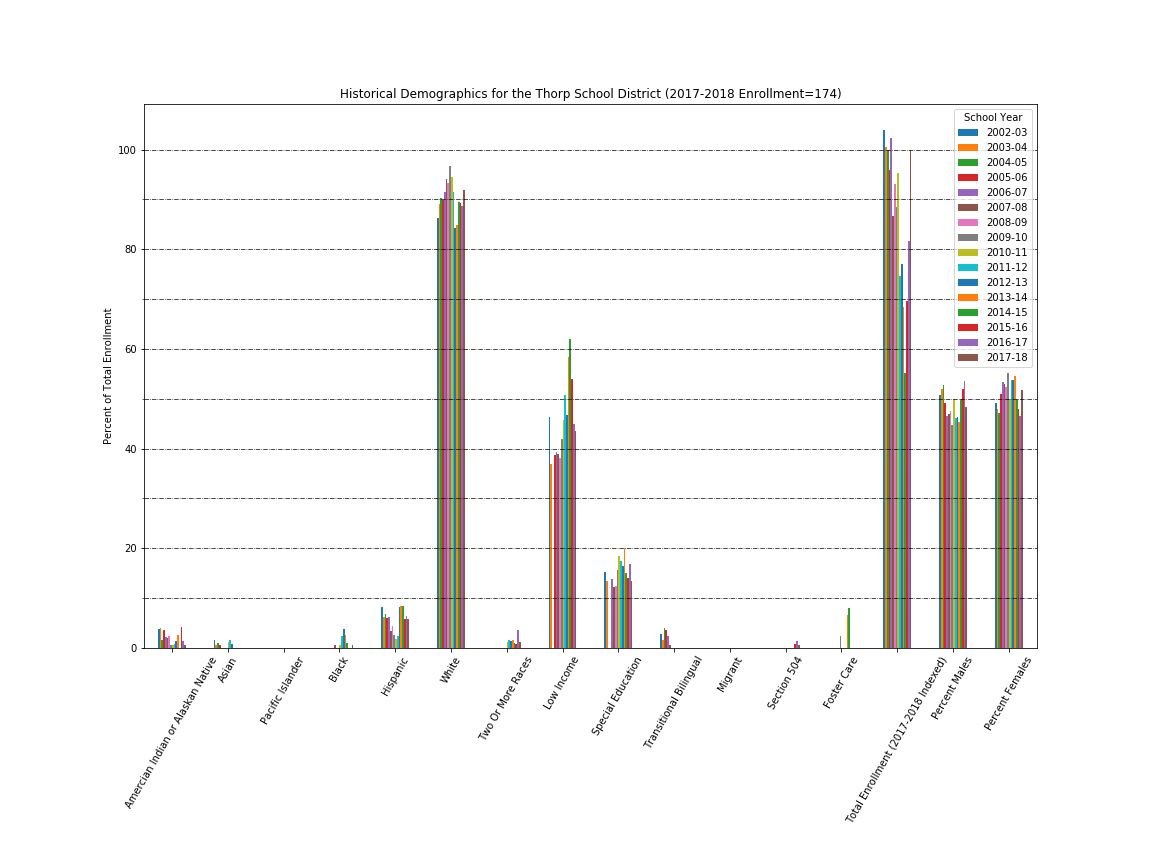 Historical Demographics for the Thorp School District (2017-2018 Enrollment=174)
Percent of Total Enrollment
100
80
60
40
20
0
School Year
2002-03
2003-04
2004-05
2005-06
2006-07
2007-08
2008-09
2009-10
2010-11
2011-12
2012-13
2013-14
2014-15
2015-16
2016-17
2017-18
Amercian Indian or Alaskan Native
Asian
Pacific Islander
Black
Hispanic
White
Two Or More Races
Low Income
Special Education
Transitional Bilingual
Migrant
Section 504
Foster Care
Total Enrollment (2017-2018 Indexed)
Percent Males
Percent Females